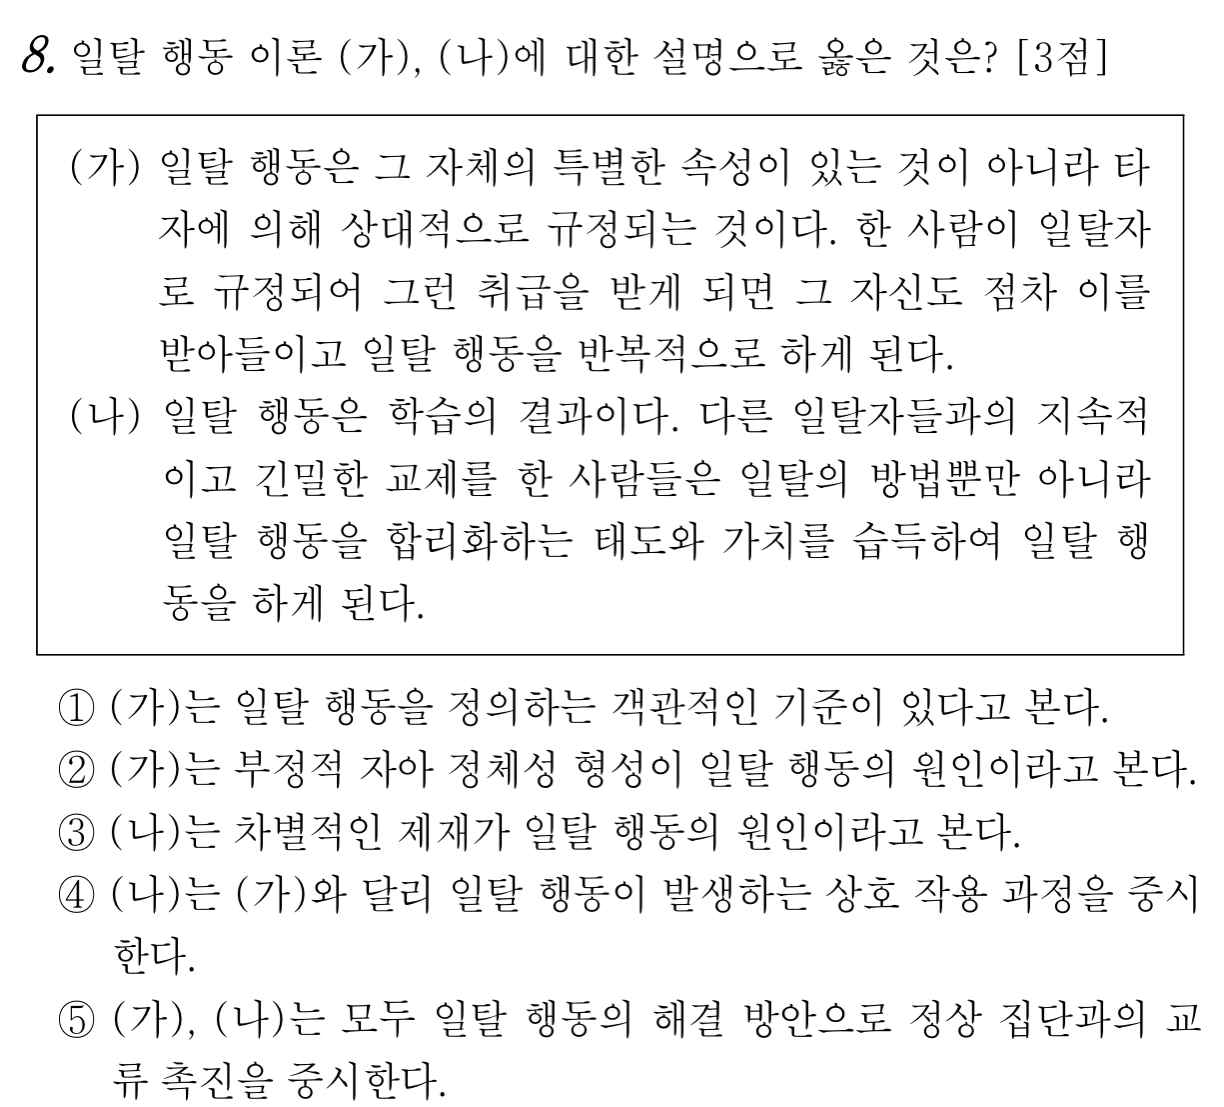 8. 일탈 행동 이론 (가), (나)에 대한 설명으로 옳은 것은? [3점]
(가) 일탈 행동은 그 자체의 특별한 속성이 있는 것이 아니라 타
자에 의해 상대적으로 규정되는 것이다. 한 사람이 일탈자
로 규정되어 그런 취급을 받게 되면 그 자신도 점차 이를
받아들이고 일탈 행동을 반복적으로 하게 된다.
(나) 일탈 행동은 학습의 결과이다. 다른 일탈자들과의 지속적
이고 긴밀한 교제를 한 사람들은 일탈의 방법뿐만 아니라
일탈 행동을 합리화하는 태도와 가치를 습득하여 일탈 행
동을 하게 된다.
① (가)는 일탈 행동을 정의하는 객관적인 기준이 있다고 본다.
② (가)는 부정적 자아 정체성 형성이 일탈 행동의 원인이라고 본다.
③ (나)는 차별적인 제재가 일탈 행동의 원인이라고 본다.
④ (나)는 (가)와 달리 일탈 행동이 발생하는 상호 작용 과정을 중시
한다.
⑤ (가), (나)는 모두 일탈 행동의 해결 방안으로 정상 집단과의 교
류 촉진을 중시한다.